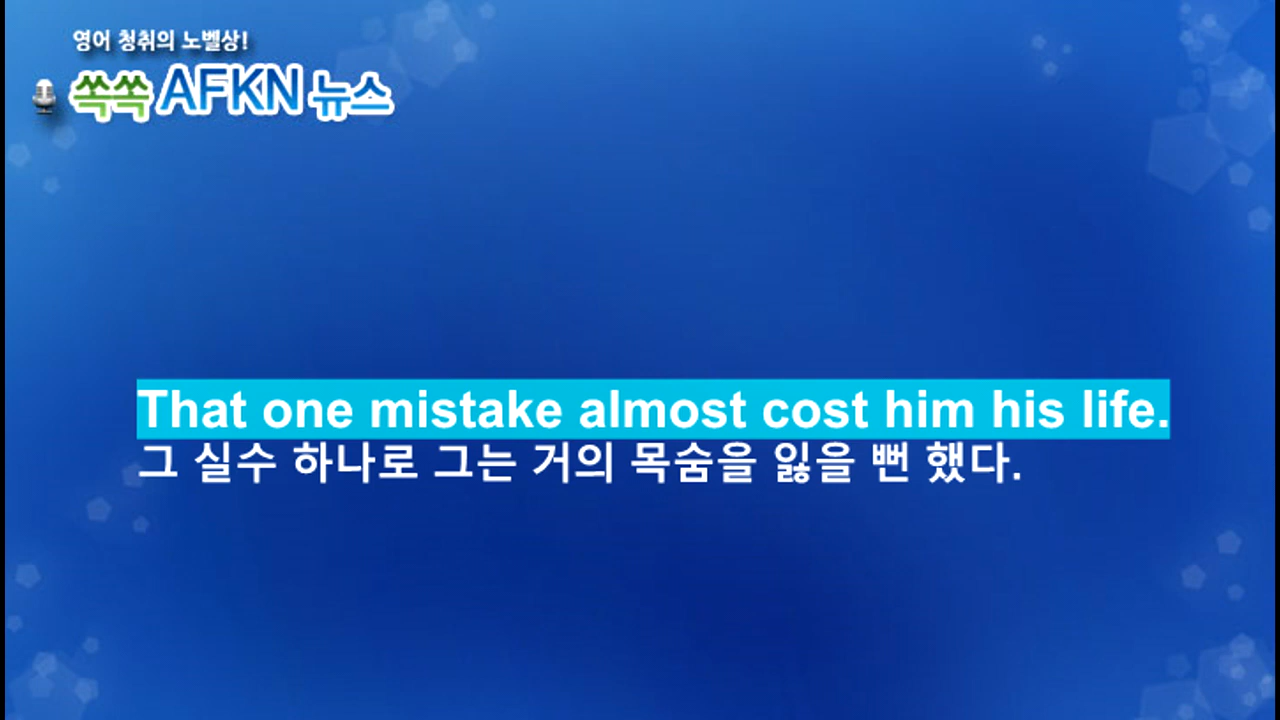 영어 청취의 노벨상!
쏙쏙 AFKN 뉴스
That one mistake almost cost him his life.
그 실수 하나로 그는 거의 목숨을 잃을 뻔 했다.